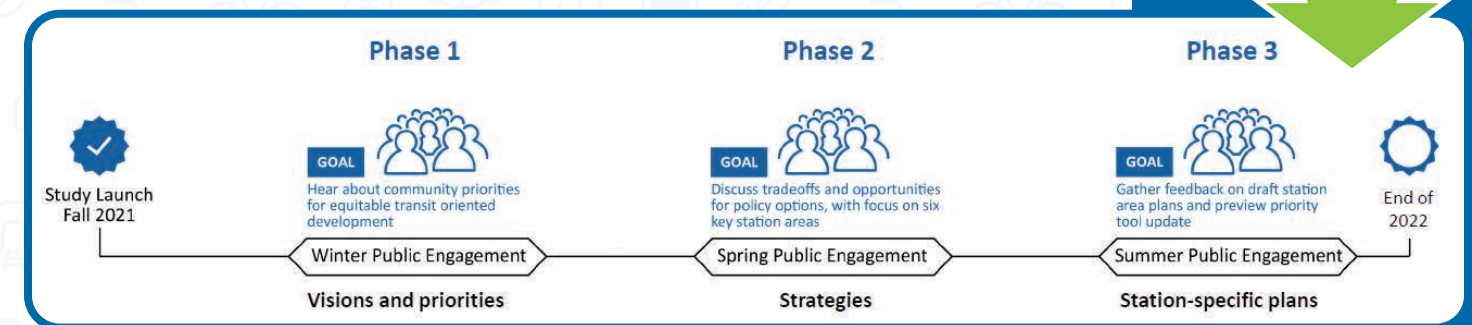 Phase 1
Phase 2
Phase 3
Study Launch
Fall 2021
GOAL
Hear about community priorities
for equitable transit oriented
development
Winter Public Engagement
Visions and priorities
GOAL
Discuss tradeoffs and opportunities
for policy options, with focus on six
key station areas
Spring Public Engagement
Strategies
GOAL
Gather feedback on draft station
area plans and preview priority
tool update
Summer Public Engagement
Station-specific plans
End of
2022